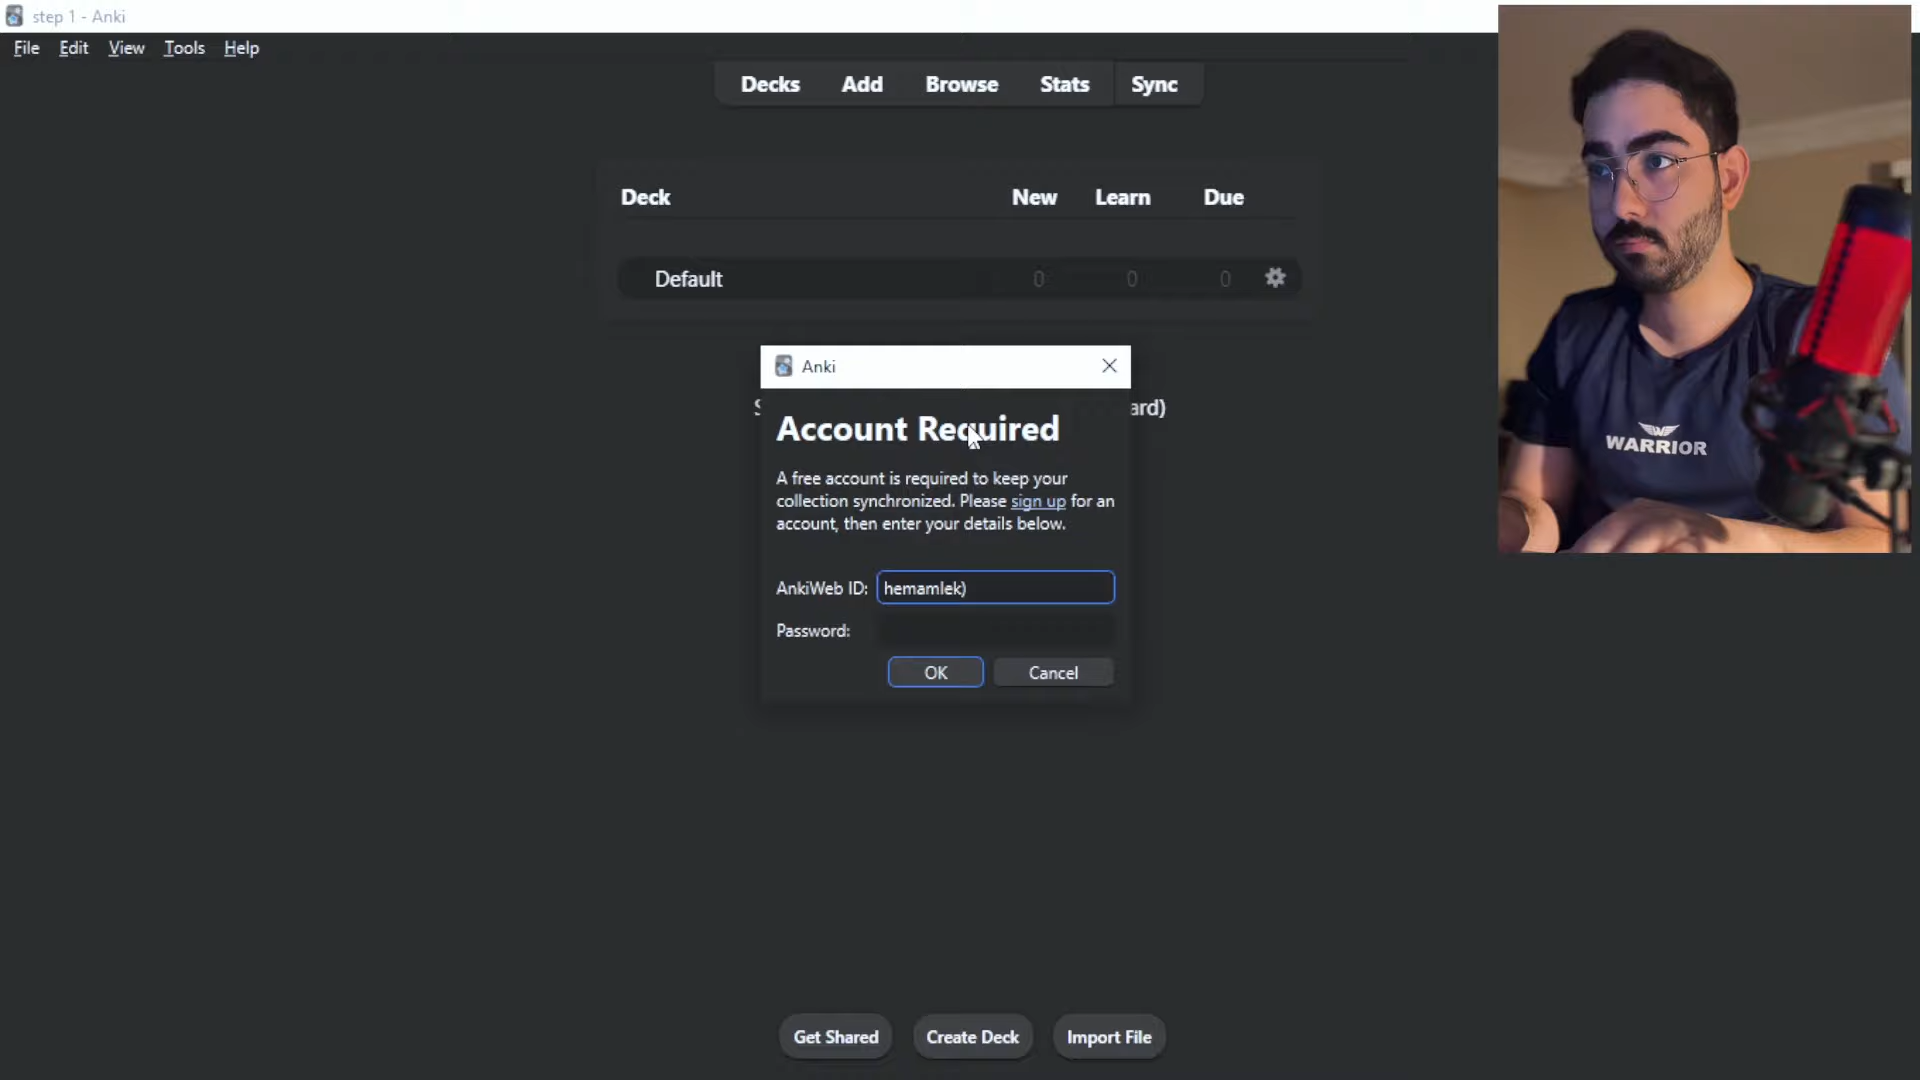 step 1 - Anki
File Edit View Tools Help
Decks Add Browse Stats Sync
Deck New Learn Due
Default 0 0 0
Anki
ard)
Account Required
A free account is required to keep your
collection synchronized. Please sign up for an
account, then enter your details below.
AnkiWeb ID: hemamlek)
Password:
OK Cancel
Get Shared Create Deck Import File
WARRIOR